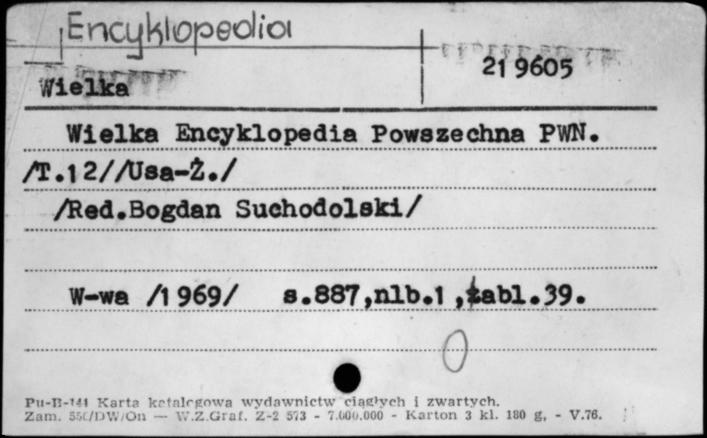 Encyklopedia
21 9605
Wielka
Wielka Encyklopedia Powszechna PWN.
/T.12//Usa-Ż./
/Red.Bogdan Suchodolski/
W-wa /1969/ s.887,nlb.1,tabl.39.
0
Pu-B-141 Karta katalogowa wydawnictw ciągłych i zwartych.
Zam. /DW/On — W.Z.Graf. Z-2 573 - 7.000.000 - Karton 3 kl. 180 g. - V.76.